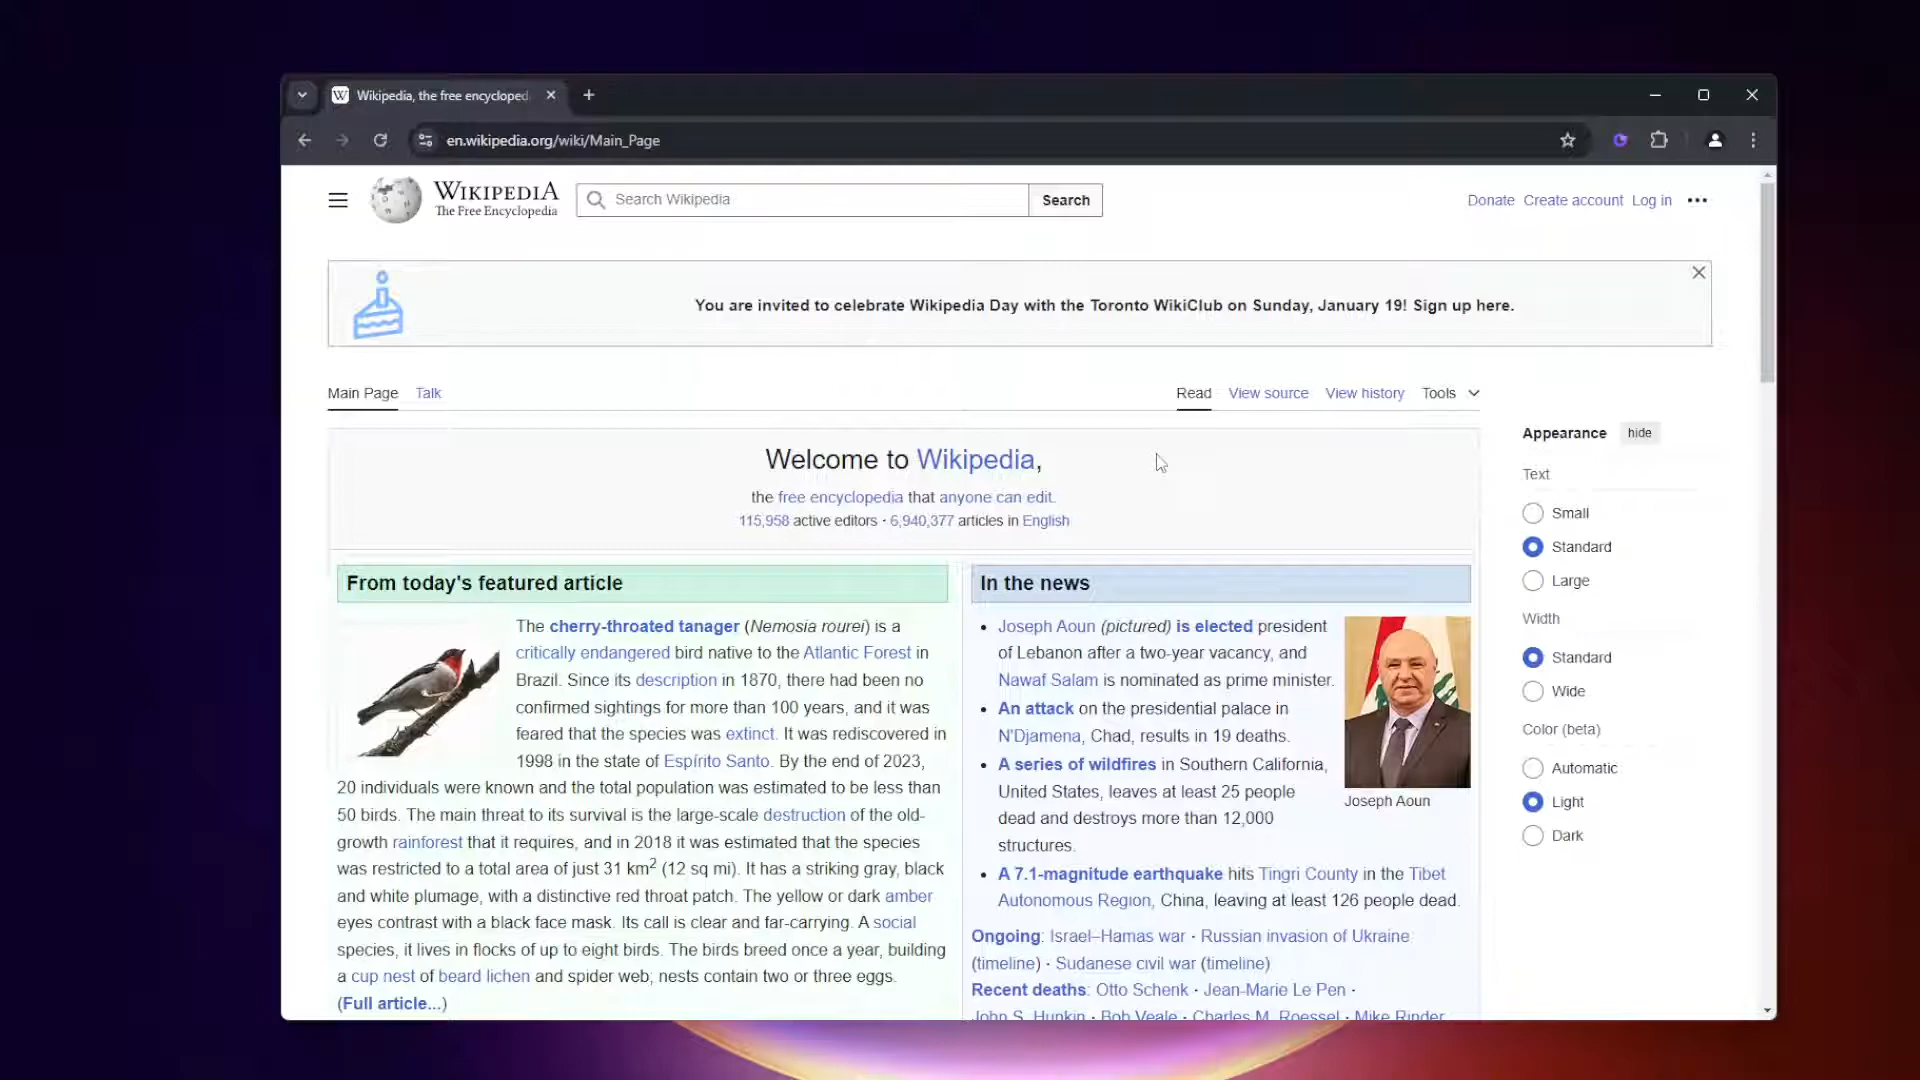 Wikipedia, the free encycloped
en.wikipedia.org/wiki/Main_Page
WIKIPEDIA
The Free Encyclopedia
Search Wikipedia
Search
Donate Create account Log in
You are invited to celebrate Wikipedia Day with the Toronto WikiClub on Sunday, January 19! Sign up here.
Main Page Talk
Read View source View history Tools
Welcome to Wikipedia,
the free encyclopedia that anyone can edit.
115,958 active editors · 6,940,377 articles in English
From today's featured article
The cherry-throated tanager (Nemosia rourei) is a
critically endangered bird native to the Atlantic Forest in
Brazil. Since its description in 1870, there had been no
confirmed sightings for more than 100 years, and it was
feared that the species was extinct. It was rediscovered in
1998 in the state of Espírito Santo. By the end of 2023,
20 individuals were known and the total population was estimated to be less than
50 birds. The main threat to its survival is the large-scale destruction of the old-
growth rainforest that it requires, and in 2018 it was estimated that the species
was restricted to a total area of just 31 km2 (12 sq mi). It has a striking gray, black
and white plumage, with a distinctive red throat patch. The yellow or dark amber
eyes contrast with a black face mask. Its call is clear and far-carrying. A social
species, it lives in flocks of up to eight birds. The birds breed once a year, building
a cup nest of beard lichen and spider web; nests contain two or three eggs.
(Full article...)
In the news
• Joseph Aoun (pictured) is elected president
of Lebanon after a two-year vacancy, and
Nawaf Salam is nominated as prime minister.
• An attack on the presidential palace in
N'Djamena, Chad, results in 19 deaths.
• A series of wildfires in Southern California,
United States, leaves at least 25 people
dead and destroys more than 12,000
structures.
• A 7.1-magnitude earthquake hits Tingri County in the Tibet
Autonomous Region, China, leaving at least 126 people dead.
Joseph Aoun
Ongoing: Israel–Hamas war · Russian invasion of Ukraine
(timeline) · Sudanese civil war (timeline)
Recent deaths: Otto Schenk · Jean-Marie Le Pen ·
John S. Hunkin · Bob Veale · Charles M. Roessel · Mike Rinder
Appearance hide
Text
Small
Standard
Large
Width
Standard
Wide
Color (beta)
Automatic
Light
Dark